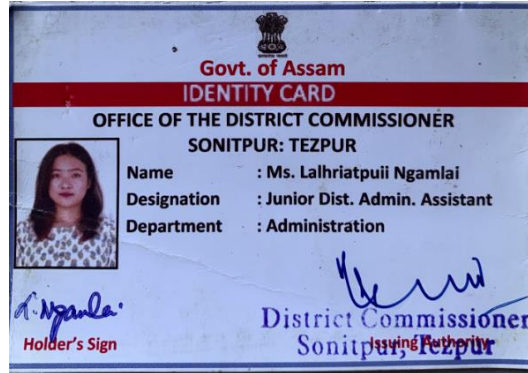 Govt. of Assam
IDENTITY CARD
OFFICE OF THE DISTRICT COMMISSIONER
SONITPUR: TEZPUR
Name : Ms. Lalhriatpuii Ngamlai
Designation : Junior Dist. Admin. Assistant
Department : Administration
L. Ngamlai
Holder's Sign
District Commissioner
Sonitpur, Tezpur
Issuing Authority